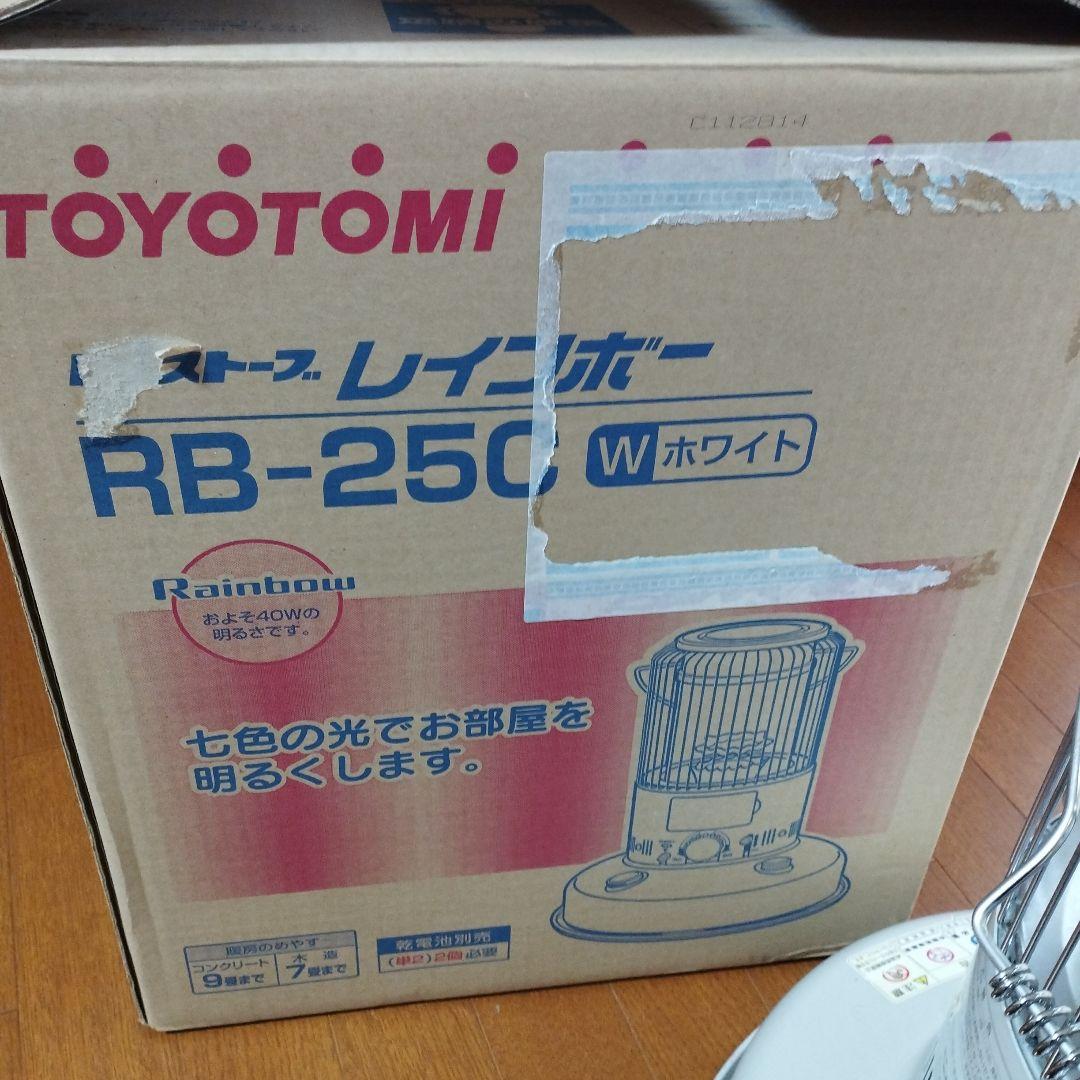 C112814
TOYOTOMI
ストーブ レインボー
RB-25C W ホワイト
Rainbow
およそ40Wの
明るさです。
七色の光でお部屋を
明るくします。
暖房のめやす
コンクリート 木造
9畳まで 7畳まで
乾電池別売
(単2)2個必要
注意